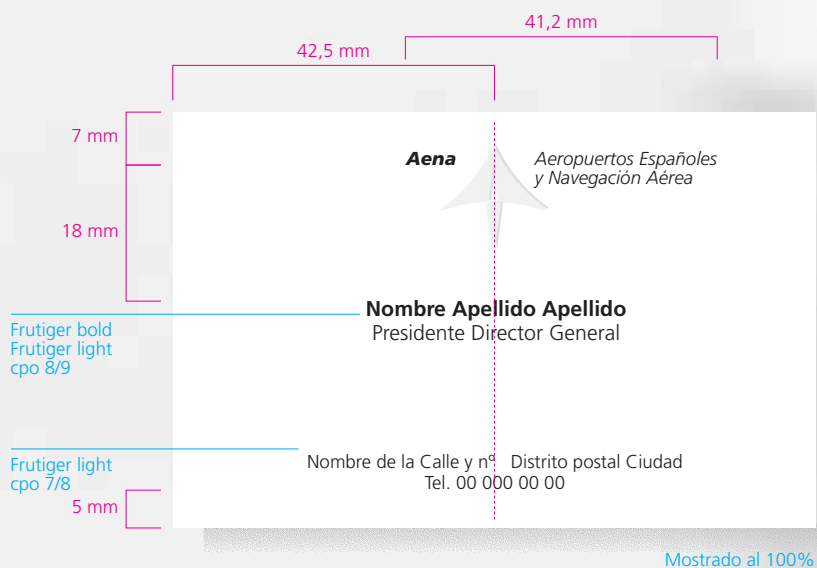 41,2 mm
42,5 mm
7 mm
Aena
Aeropuertos Españoles
y Navegación Aérea
18 mm
Nombre Apellido Apellido
Presidente Director General
Frutiger bold
Frutiger light
cpo 8/9
Nombre de la Calle y nº Distrito postal Ciudad
Tel. 00 000 00 00
Frutiger light
cpo 7/8
5 mm
Mostrado al 100%